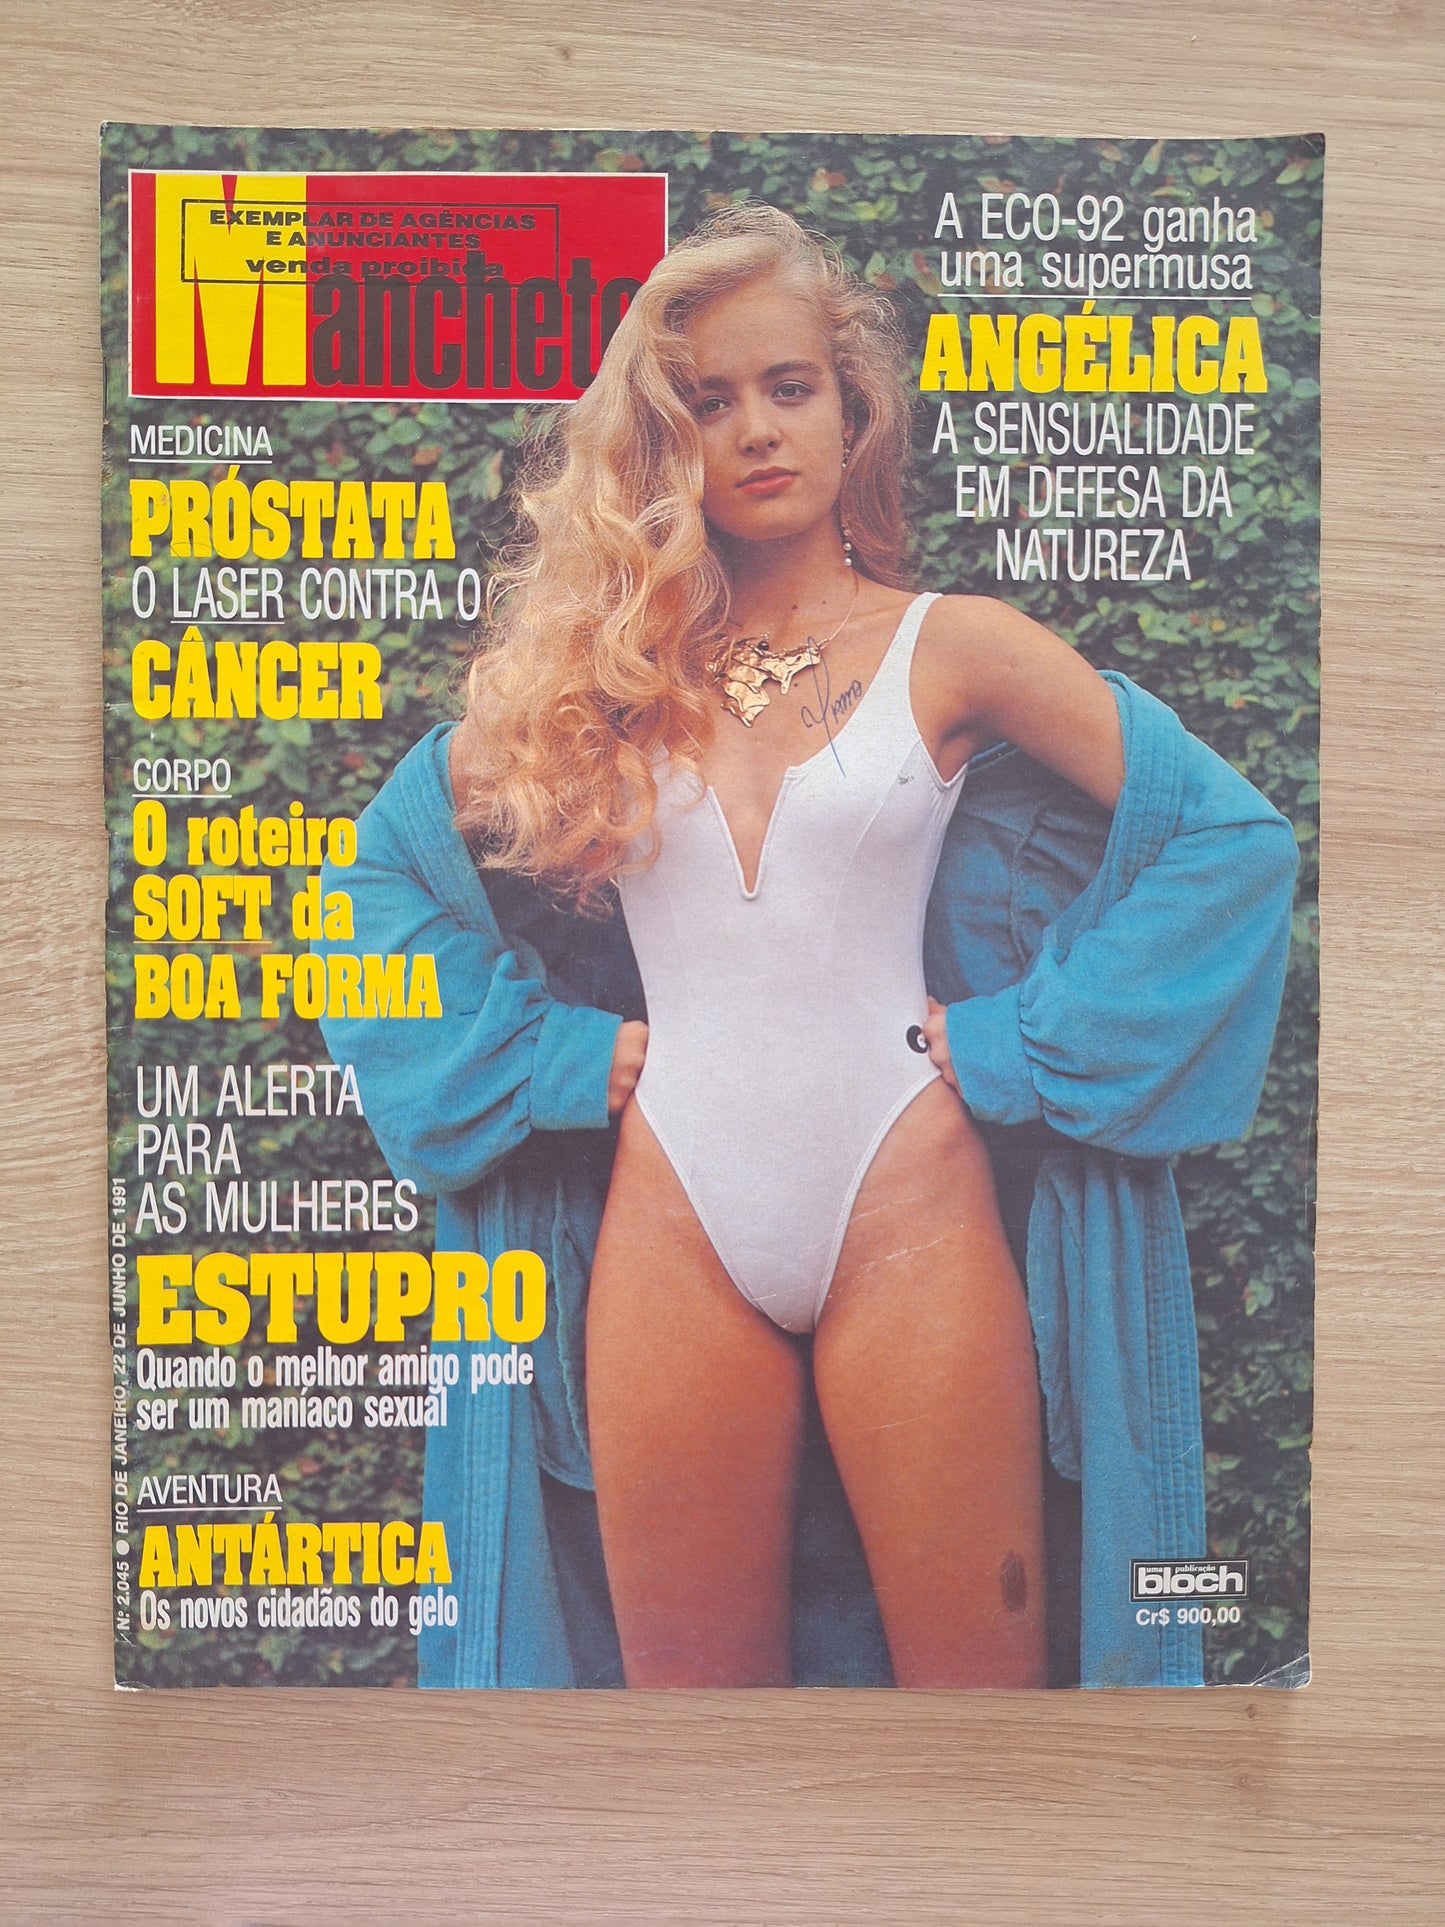 EXEMPLAR DE AGÊNCIAS
E ANUNCIANTES
venda proibida
Manchete
A ECO-92 ganha
uma supermusa
ANGÉLICA
A SENSUALIDADE
EM DEFESA DA
NATUREZA
MEDICINA
PRÓSTATA
O LASER CONTRA O
CÂNCER
CORPO
O roteiro
SOFT da
BOA FORMA
UM ALERTA
PARA
AS MULHERES
ESTUPRO
Quando o melhor amigo pode
ser um maníaco sexual
AVENTURA
ANTÁRTICA
Os novos cidadãos do gelo
Nº 2.045 ● RIO DE JANEIRO, 22 DE JUNHO DE 1991
uma publicação
bloch
Cr$ 900,00